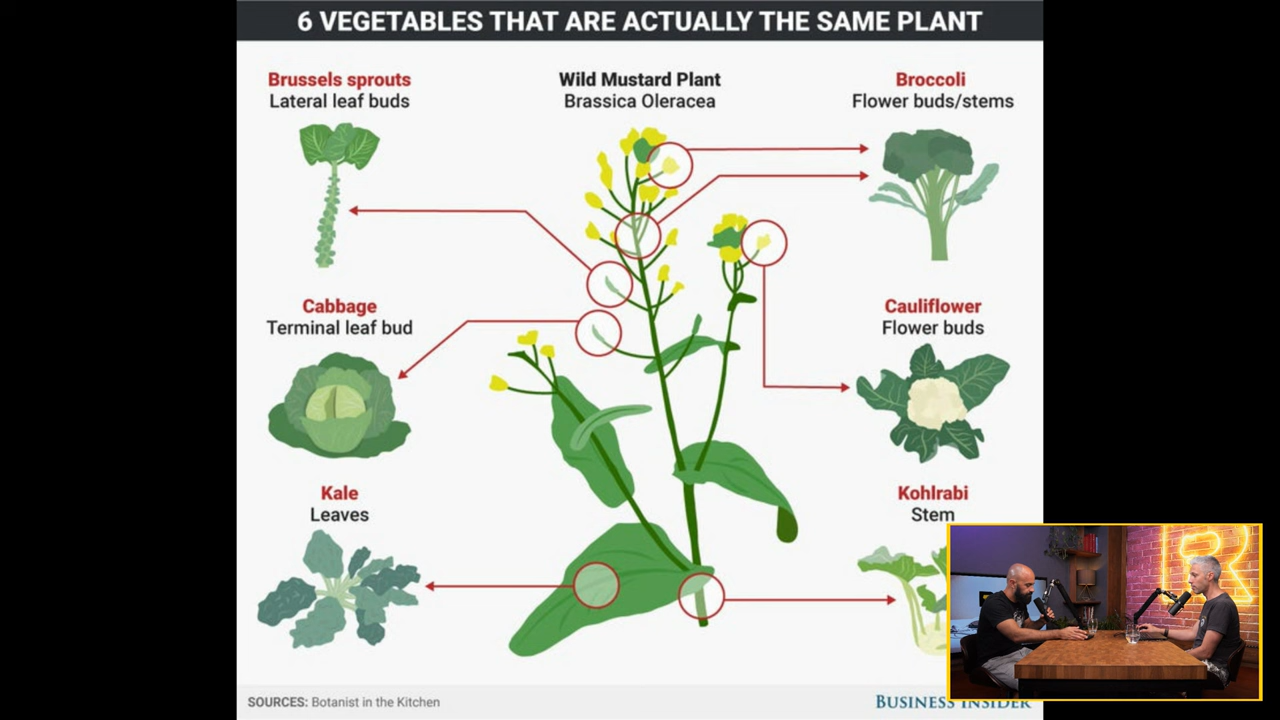 6 VEGETABLES THAT ARE ACTUALLY THE SAME PLANT
Brussels sprouts
Lateral leaf buds
Wild Mustard Plant
Brassica Oleracea
Broccoli
Flower buds/stems
Cabbage
Terminal leaf bud
Cauliflower
Flower buds
Kale
Leaves
Kohlrabi
Stem
R
SOURCES: Botanist in the Kitchen
BUSINESS INSIDER